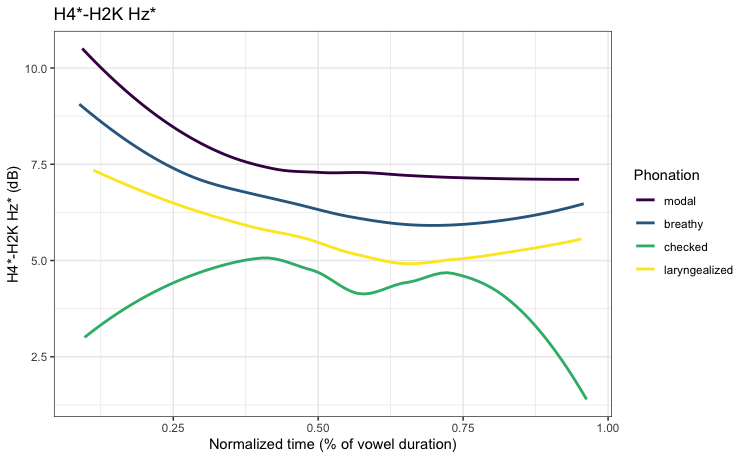 H4*-H2K Hz*
H4*-H2K Hz* (dB)
10.0
7.5
5.0
2.5
0.25
0.50
0.75
1.00
Normalized time (% of vowel duration)
Phonation
modal
breathy
checked
laryngealized